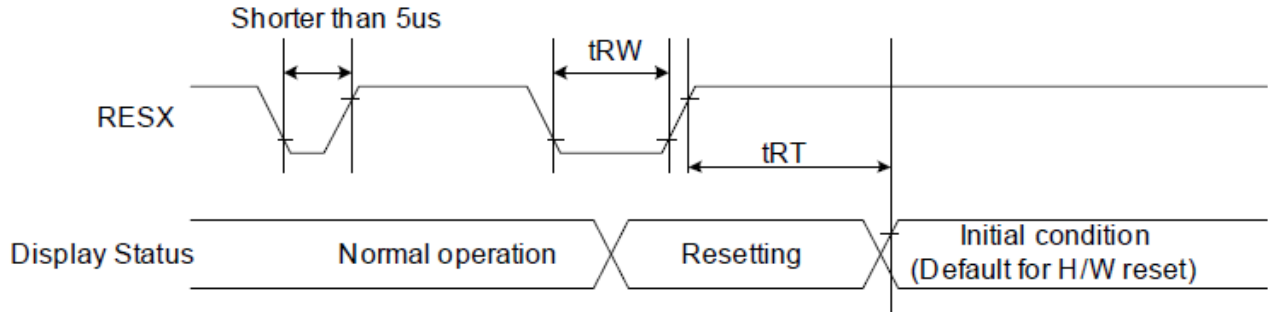 Shorter than 5us
tRW
RESX
tRT
Display Status
Normal operation
Resetting
Initial condition
(Default for H/W reset)